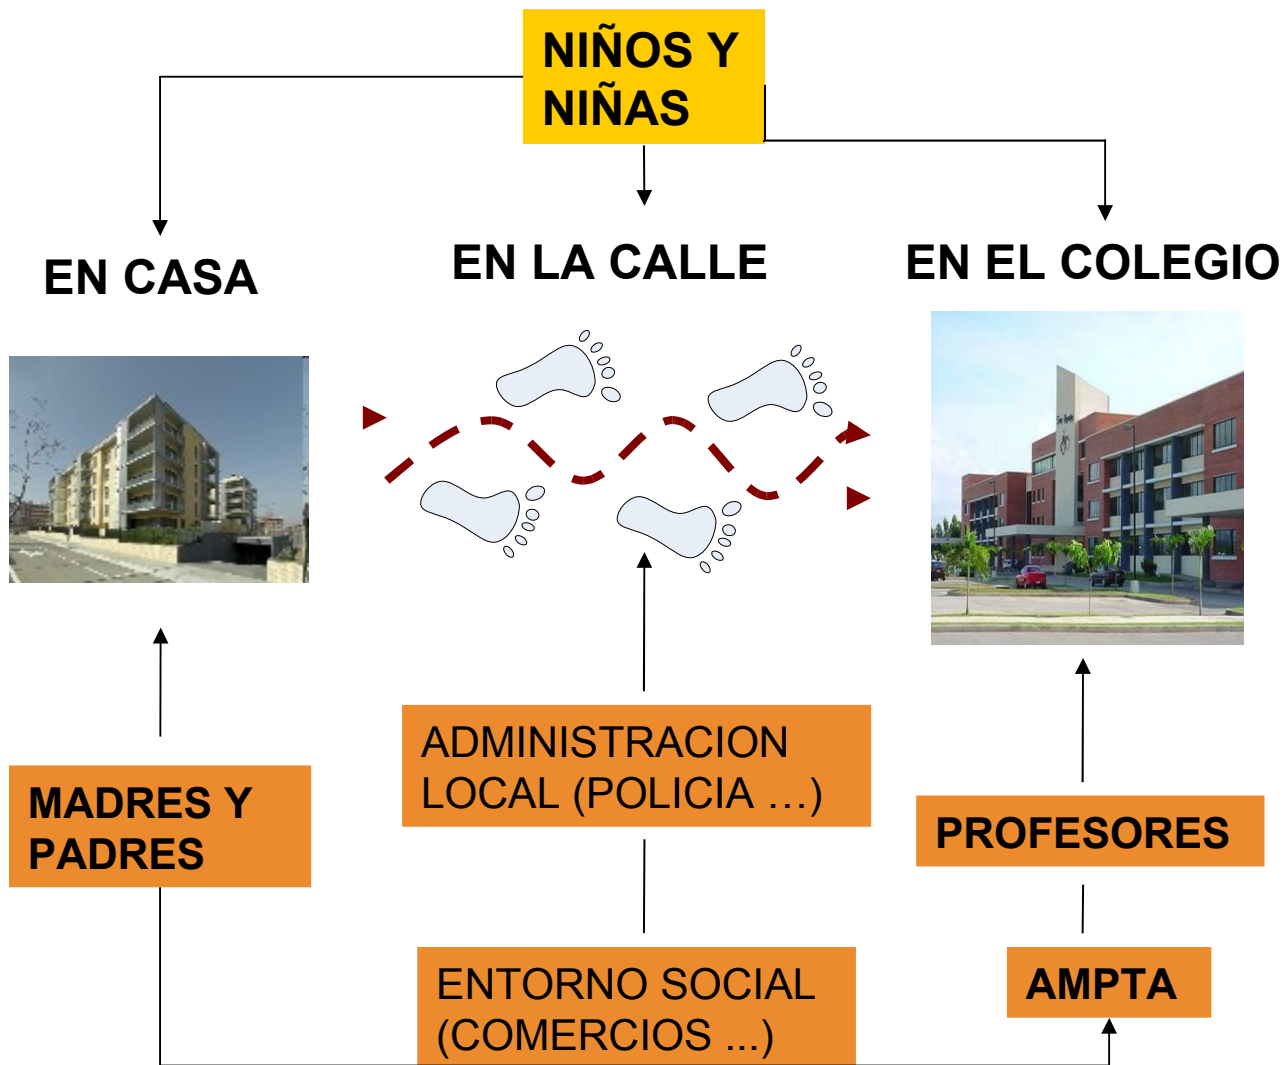 NIÑOS Y
NIÑAS
EN CASA
EN LA CALLE
EN EL COLEGIO
ADMINISTRACION
LOCAL (POLICIA ...)
MADRES Y
PADRES
PROFESORES
ENTORNO SOCIAL
(COMERCIOS ...)
AMPTA